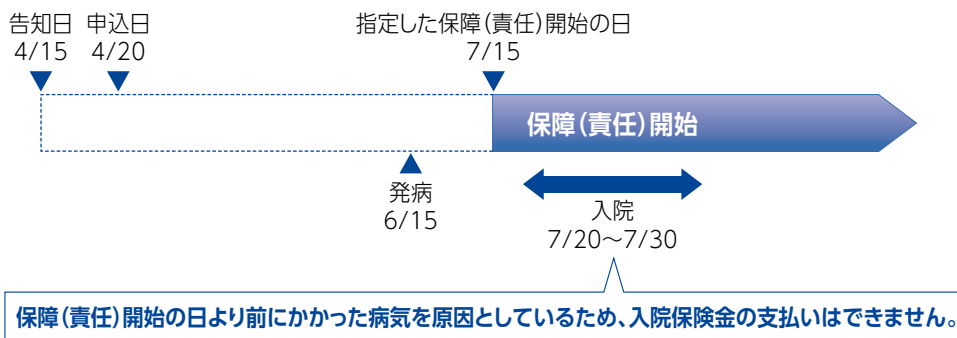 告知日 申込日 指定した保障（責任）開始の日
4/15 4/20 7/15
保障（責任）開始
発病
6/15
入院
7/20～7/30
保障（責任）開始の日より前にかかった病気を原因としているため、入院保険金の支払いはできません。